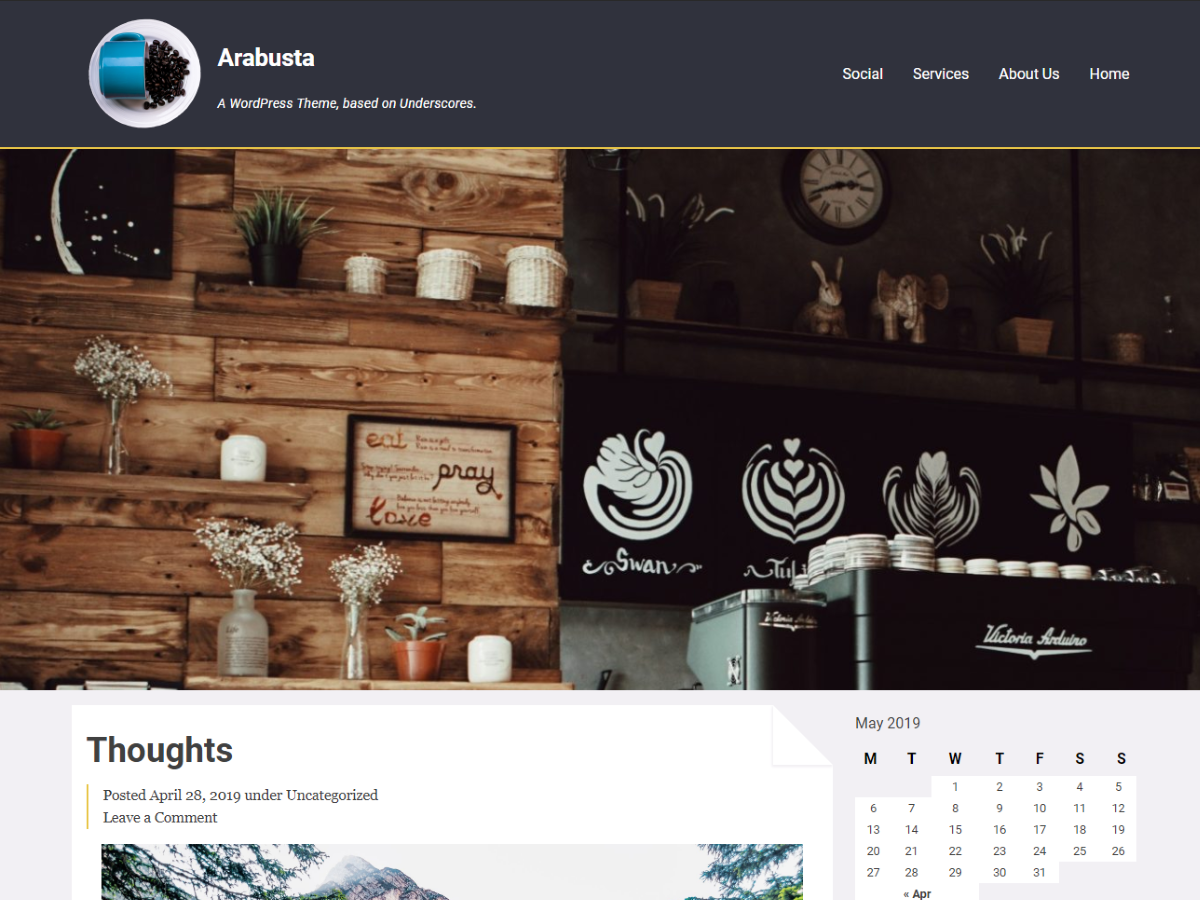 Arabusta
A WordPress Theme, based on Underscores.
Social
Services
About Us
Home
eat
pray
love
Swan
Life
Victoria Arduino
Victoria Arduino
Thoughts
Posted April 28, 2019 under Uncategorized
Leave a Comment
May 2019
M T W T F S S
1 2 3 4 5
6 7 8 9 10 11 12
13 14 15 16 17 18 19
20 21 22 23 24 25 26
27 28 29 30 31
« Apr